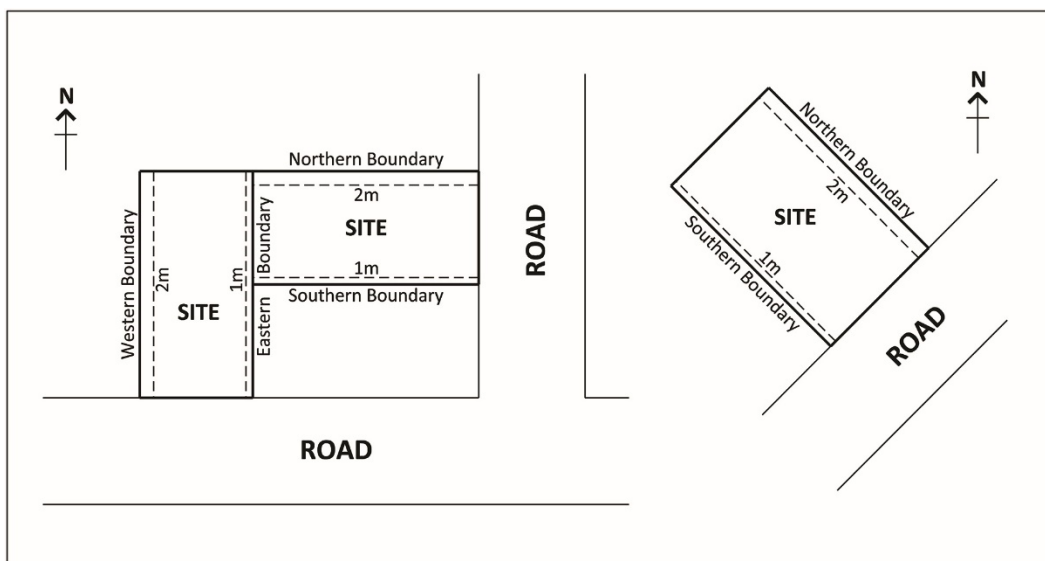 N
Northern Boundary
2m
SITE
1m
Southern Boundary
Western Boundary
2m
SITE
1m
Eastern Boundary
ROAD
ROAD
N
Northern Boundary
2m
SITE
1m
Southern Boundary
ROAD